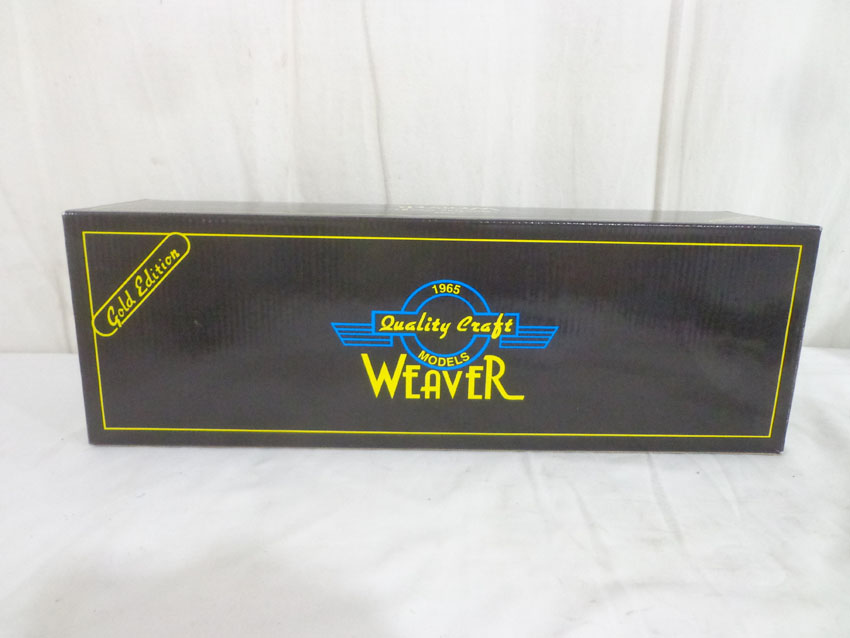 Gold Edition
1965
Quality Craft
MODELS
WEAVER